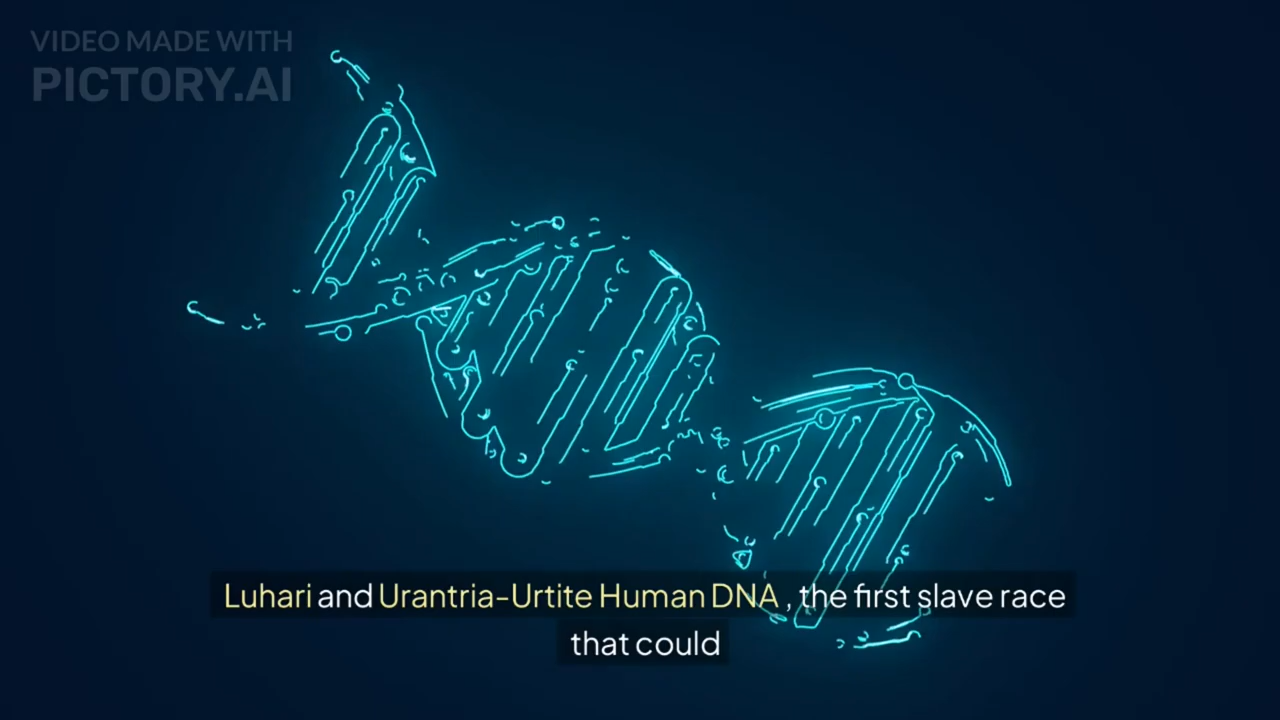 VIDEO MADE WITH
PICTORY.AI
Luhari and Urantria-Urtite Human DNA , the first slave race
that could